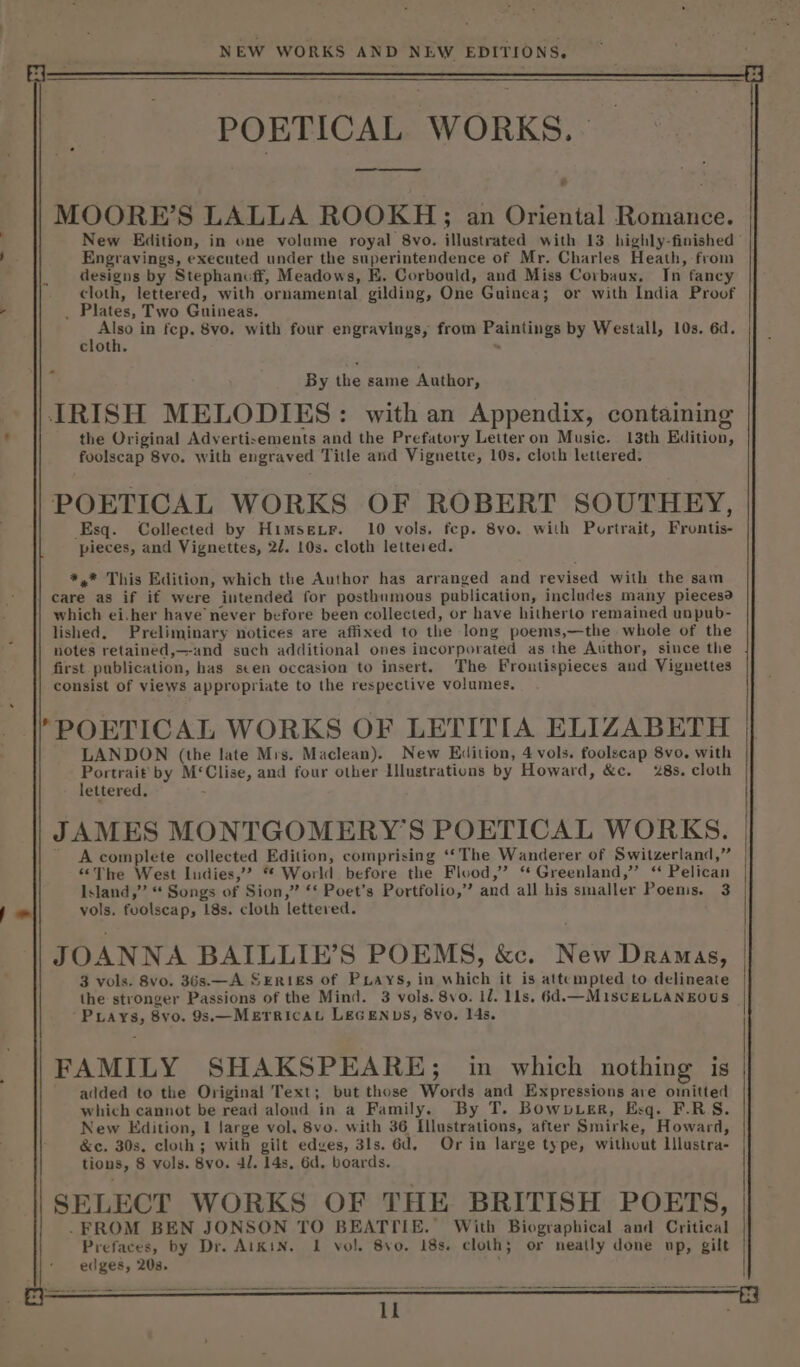 NEW WORKS AND NEW EDITIONS.
POETICAL WORKS.
MOORE'S LALLA ROOKH; an Oriental Romance.
New Edition, in one volume royal 8vo. illustrated with 13 highly-finished
Engravings, executed under the superintendence of Mr. Charles Heath, from
designs by Stephanoff, Meadows, E. Corbould, and Miss Corbaux. In fancy
cloth, lettered, with ornamental gilding, One Guinea; or with India Proof
Plates, Two Guineas.
Also in fcp. 8vo. with four engravings, from Paintings by Westall, 10s. 6d.
cloth.
By the same Author,
IRISH MELODIES: with an Appendix, containing
the Original Advertisements and the Prefatory Letter on Music. 13th Edition,
foolscap 8vo. with engraved Title and Vignette, 10s. cloth lettered.
POETICAL WORKS OF ROBERT SOUTHEY,
Esq. Collected by HIMSELF. 10 vols. fcp. 8vo. with Portrait, Frontis-
pieces, and Vignettes, 2l. 10s. cloth lettered.
*** This Edition, which the Author has arranged and revised with the sam
care as if it were intended for posthumous publication, includes many piecese
which ei.her have never before been collected, or have hitherto remained unpub-
lished. Preliminary notices are affixed to the long poems,—the whole of the
notes retained,—and such additional ones incorporated as the Author, since the
first publication, has seen occasion to insert. The Frontispieces and Vignettes
consist of views appropriate to the respective volumes.
POETICAL WORKS OF LETITIA ELIZABETH
LANDON (the late Mrs. Maclean). New Edition, 4 vols. foolscap 8vo. with
Portrait by M'Clise, and four other Illustrations by Howard, &c. 28s. cloth
lettered.
JAMES MONTGOMERY'S POETICAL WORKS.
A complete collected Edition, comprising "The Wanderer of Switzerland,"
"The West Indies," "World before the Flood," "Greenland," "Pelican
Island," "Songs of Sion," "Poet's Portfolio," and all his smaller Poems. 3
vols. foolscap, 18s. cloth lettered.
JOANNA BAILLIE'S POEMS, &c. New Dramas,
3 vols. 8vo. 36s.—A SERIES of PLAYS, in which it is attempted to delineate
the stronger Passions of the Mind. 3 vols. 8vo. 1l. 11s. 6d.—MISCELLANEOUS
PLAYS, 8vo. 9s.—METRICAL LEGENDS, 8vo. 14s.
FAMILY SHAKSPEARE; in which nothing is
added to the Original Text; but those Words and Expressions are omitted
which cannot be read aloud in a Family. By T. BOWDLER, Esq. F.R S.
New Edition, 1 large vol. 8vo. with 36 Illustrations, after Smirke, Howard,
&c. 30s. cloth; with gilt edges, 31s. 6d. Or in large type, without Illustra-
tions, 8 vols. 8vo. 4l. 14s. 6d. boards.
SELECT WORKS OF THE BRITISH POETS,
FROM BEN JONSON TO BEATTIE. With Biographical and Critical
Prefaces, by Dr. AIKIN. 1 vol. 8vo. 18s. cloth; or neatly done up, gilt
edges, 20s.
11